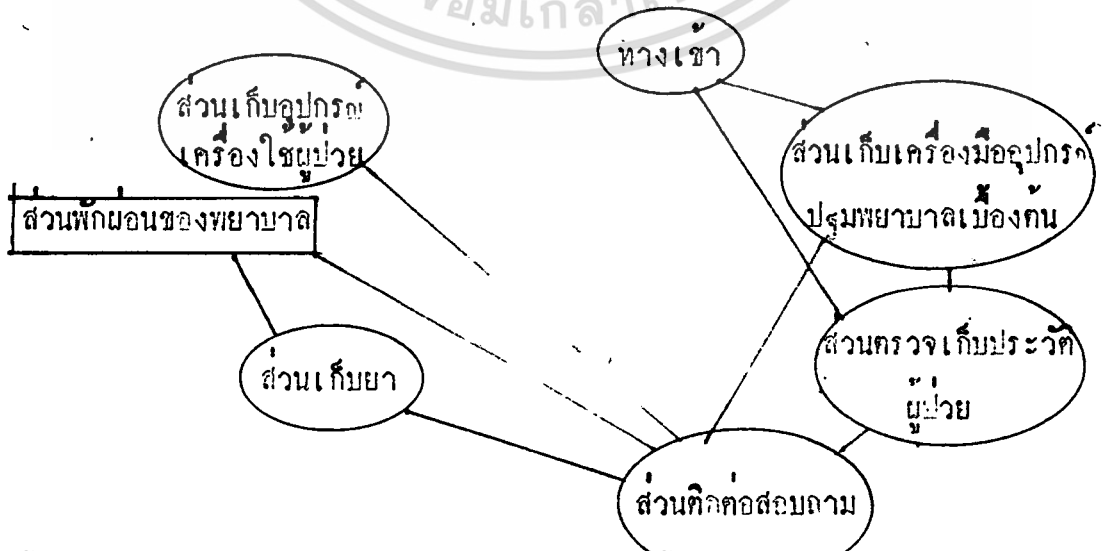 ทางเข้า
ส่วนเก็บอุปกรณ์
เครื่องใช้ผู้ป่วย
ส่วนเก็บเครื่องมืออุปกรณ์
ปฐมพยาบาลเบื้องต้น
ส่วนพักผ่อนของพยาบาล
ส่วนตรวจเก็บประวัติ
ผู้ป่วย
ส่วนเก็บยา
ส่วนติดต่อสอบถาม